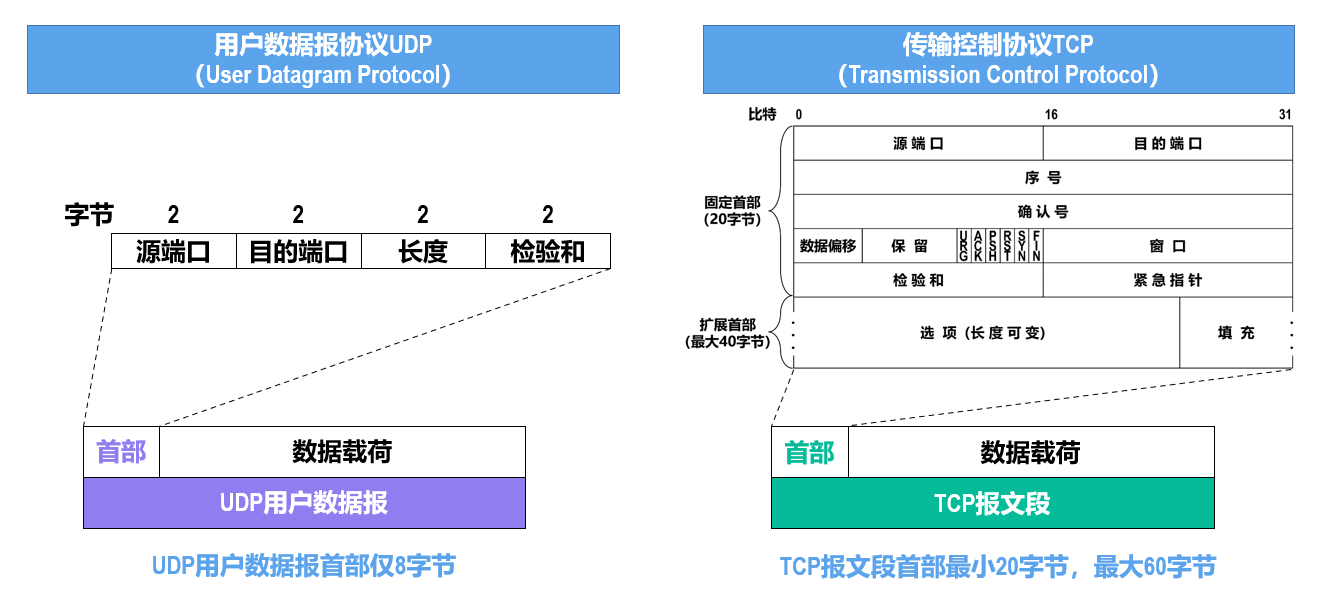 用户数据报协议UDP
（User Datagram Protocol）
字节 2 2 2 2
源端口 目的端口 长度 检验和
首部 数据载荷
UDP用户数据报
UDP用户数据报首部仅8字节
传输控制协议TCP
（Transmission Control Protocol）
比特 0 16 31
源端口 目的端口
序号
固定首部
(20字节)
确认号
数据偏移 保留 URG ACK PSH RST SYN FIN 窗口
检验和 紧急指针
扩展首部
(最大40字节)
选项 (长度可变) 填充
首部 数据载荷
TCP报文段
TCP报文段首部最小20字节，最大60字节